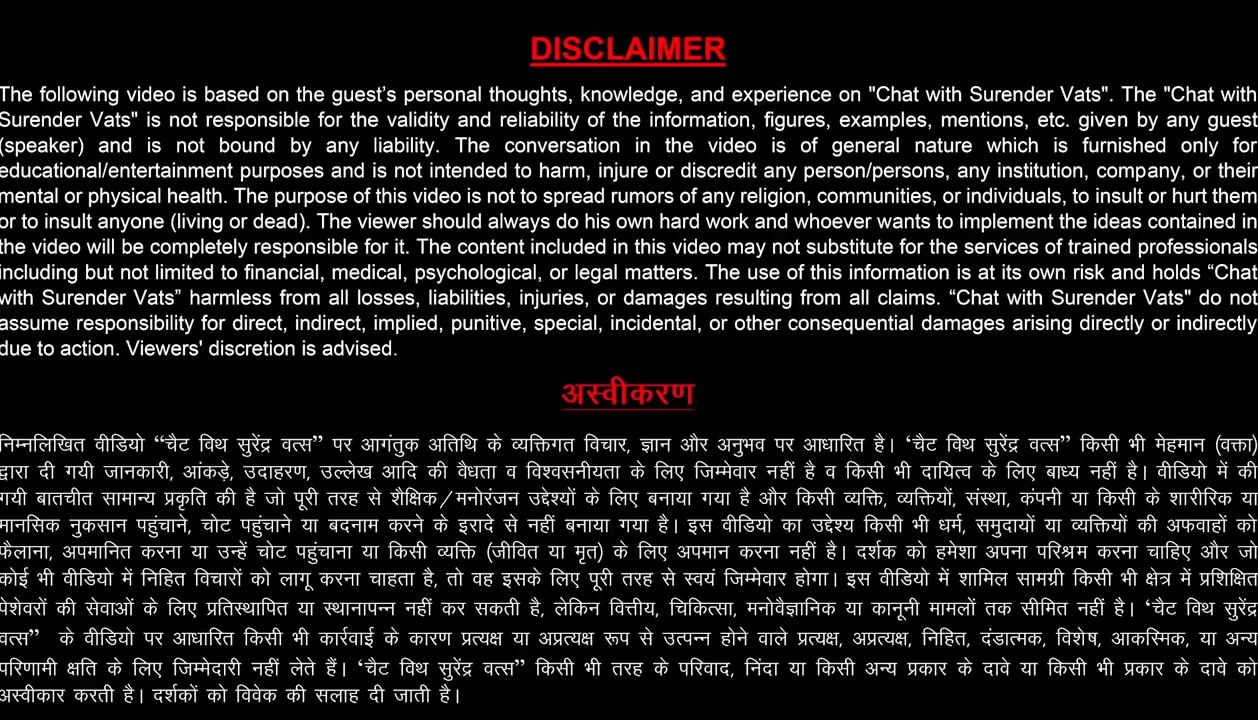 DISCLAIMER
The following video is based on the guest's personal thoughts, knowledge, and experience on "Chat with Surender Vats". The "Chat with
Surender Vats" is not responsible for the validity and reliability of the information, figures, examples, mentions, etc. given by any guest
(speaker) and is not bound by any liability. The conversation in the video is of general nature which is furnished only for
educational/entertainment purposes and is not intended to harm, injure or discredit any person/persons, any institution, company, or their
mental or physical health. The purpose of this video is not to spread rumors of any religion, communities, or individuals, to insult or hurt them
or to insult anyone (living or dead). The viewer should always do his own hard work and whoever wants to implement the ideas contained in
the video will be completely responsible for it. The content included in this video may not substitute for the services of trained professionals
including but not limited to financial, medical, psychological, or legal matters. The use of this information is at its own risk and holds “Chat
with Surender Vats” harmless from all losses, liabilities, injuries, or damages resulting from all claims. “Chat with Surender Vats" do not
assume responsibility for direct, indirect, implied, punitive, special, incidental, or other consequential damages arising directly or indirectly
due to action. Viewers' discretion is advised.
अस्वीकरण
निम्नलिखित वीडियो “चैट विथ सुरेंद्र वत्स” पर आगंतुक अतिथि के व्यक्तिगत विचार, ज्ञान और अनुभव पर आधारित है। ‘चैट विथ सुरेंद्र वत्स” किसी भी मेहमान (वक्ता)
द्वारा दी गयी जानकारी, आंकड़े, उदाहरण, उल्लेख आदि की वैधता व विश्वसनीयता के लिए जिम्मेवार नहीं है व किसी भी दायित्व के लिए बाध्य नहीं है। वीडियो में की
गयी बातचीत सामान्य प्रकृति की है जो पूरी तरह से शैक्षिक/मनोरंजन उद्देश्यों के लिए बनाया गया है और किसी व्यक्ति, व्यक्तियों, संस्था, कंपनी या किसी के शारीरिक या
मानसिक नुकसान पहुंचाने, चोट पहुंचाने या बदनाम करने के इरादे से नहीं बनाया गया है। इस वीडियो का उद्देश्य किसी भी धर्म, समुदायों या व्यक्तियों की अफवाहों को
फैलाना, अपमानित करना या उन्हें चोट पहुंचाना या किसी व्यक्ति (जीवित या मृत) के लिए अपमान करना नहीं है। दर्शक को हमेशा अपना परिश्रम करना चाहिए और जो
कोई भी वीडियो में निहित विचारों को लागू करना चाहता है, तो वह इसके लिए पूरी तरह से स्वयं जिम्मेवार होगा। इस वीडियो में शामिल सामग्री किसी भी क्षेत्र में प्रशिक्षित
पेशेवरों की सेवाओं के लिए प्रतिस्थापित या स्थानापन्न नहीं कर सकती है, लेकिन वित्तीय, चिकित्सा, मनोवैज्ञानिक या कानूनी मामलों तक सीमित नहीं है। ‘चैट विथ सुरेंद्र
वत्स” के वीडियो पर आधारित किसी भी कार्रवाई के कारण प्रत्यक्ष या अप्रत्यक्ष रूप से उत्पन्न होने वाले प्रत्यक्ष, अप्रत्यक्ष, निहित, दंडात्मक, विशेष, आकस्मिक, या अन्य
परिणामी क्षति के लिए जिम्मेदारी नहीं लेते हैं। ‘चैट विथ सुरेंद्र वत्स” किसी भी तरह के परिवाद, निंदा या किसी अन्य प्रकार के दावे या किसी भी प्रकार के दावे को
अस्वीकार करती है। दर्शकों को विवेक की सलाह दी जाती है।